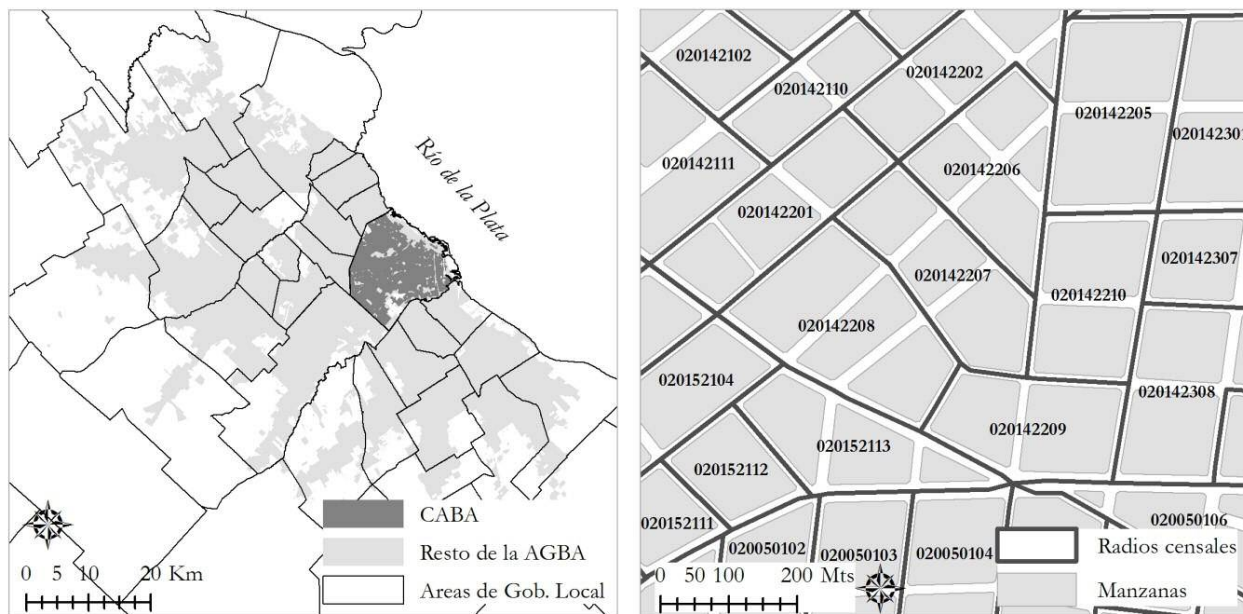 Río de la Plata
CABA
Resto de la AGBA
Areas de Gob. Local
0 5 10 20 Km
020142102
020142110
020142202
020142205
020142301
020142111
020142206
020142201
020142207
020142307
020142210
020142208
020152104
020142308
020142209
020152113
020152112
020152111
020050102
020050103
020050104
020050106
Radios censales
Manzanas
0 50 100 200 Mts